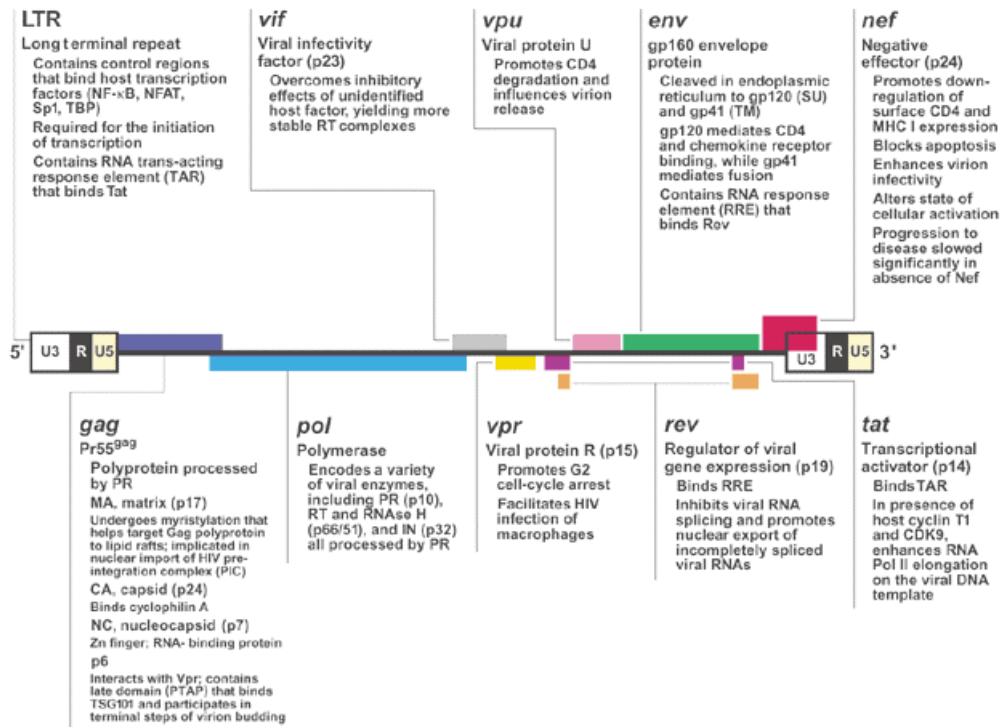 LTR
Long terminal repeat
Contains control regions
that bind host transcription
factors (NF-κB, NFAT,
Sp1, TBP)
Required for the initiation
of transcription
Contains RNA trans-acting
response element (TAR)
that binds Tat
vif
Viral infectivity
factor (p23)
Overcomes inhibitory
effects of unidentified
host factor, yielding more
stable RT complexes
vpu
Viral protein U
Promotes CD4
degradation and
influences virion
release
env
gp160 envelope
protein
Cleaved in endoplasmic
reticulum to gp120 (SU)
and gp41 (TM)
gp120 mediates CD4
and chemokine receptor
binding, while gp41
mediates fusion
Contains RNA response
element (RRE) that
binds Rev
nef
Negative
effector (p24)
Promotes down-
regulation of
surface CD4 and
MHC I expression
Blocks apoptosis
Enhances virion
infectivity
Alters state of
cellular activation
Progression to
disease slowed
significantly in
absence of Nef
5' U3 R U5 U3 R U5 3'
gag
Pr55gag
Polyprotein processed
by PR
MA, matrix (p17)
Undergoes myristylation that
helps target Gag polyprotein
to lipid rafts; implicated in
nuclear import of HIV pre-
integration complex (PIC)
CA, capsid (p24)
Binds cyclophilin A
NC, nucleocapsid (p7)
Zn finger; RNA- binding protein
p6
Interacts with Vpr; contains
late domain (PTAP) that binds
TSG101 and participates in
terminal steps of virion budding
pol
Polymerase
Encodes a variety
of viral enzymes,
including PR (p10),
RT and RNAse H
(p66/51), and IN (p32)
all processed by PR
vpr
Viral protein R (p15)
Promotes G2
cell-cycle arrest
Facilitates HIV
infection of
macrophages
rev
Regulator of viral
gene expression (p19)
Binds RRE
Inhibits viral RNA
splicing and promotes
nuclear export of
incompletely spliced
viral RNAs
tat
Transcriptional
activator (p14)
Binds TAR
In presence of
host cyclin T1
and CDK9,
enhances RNA
Pol II elongation
on the viral DNA
template